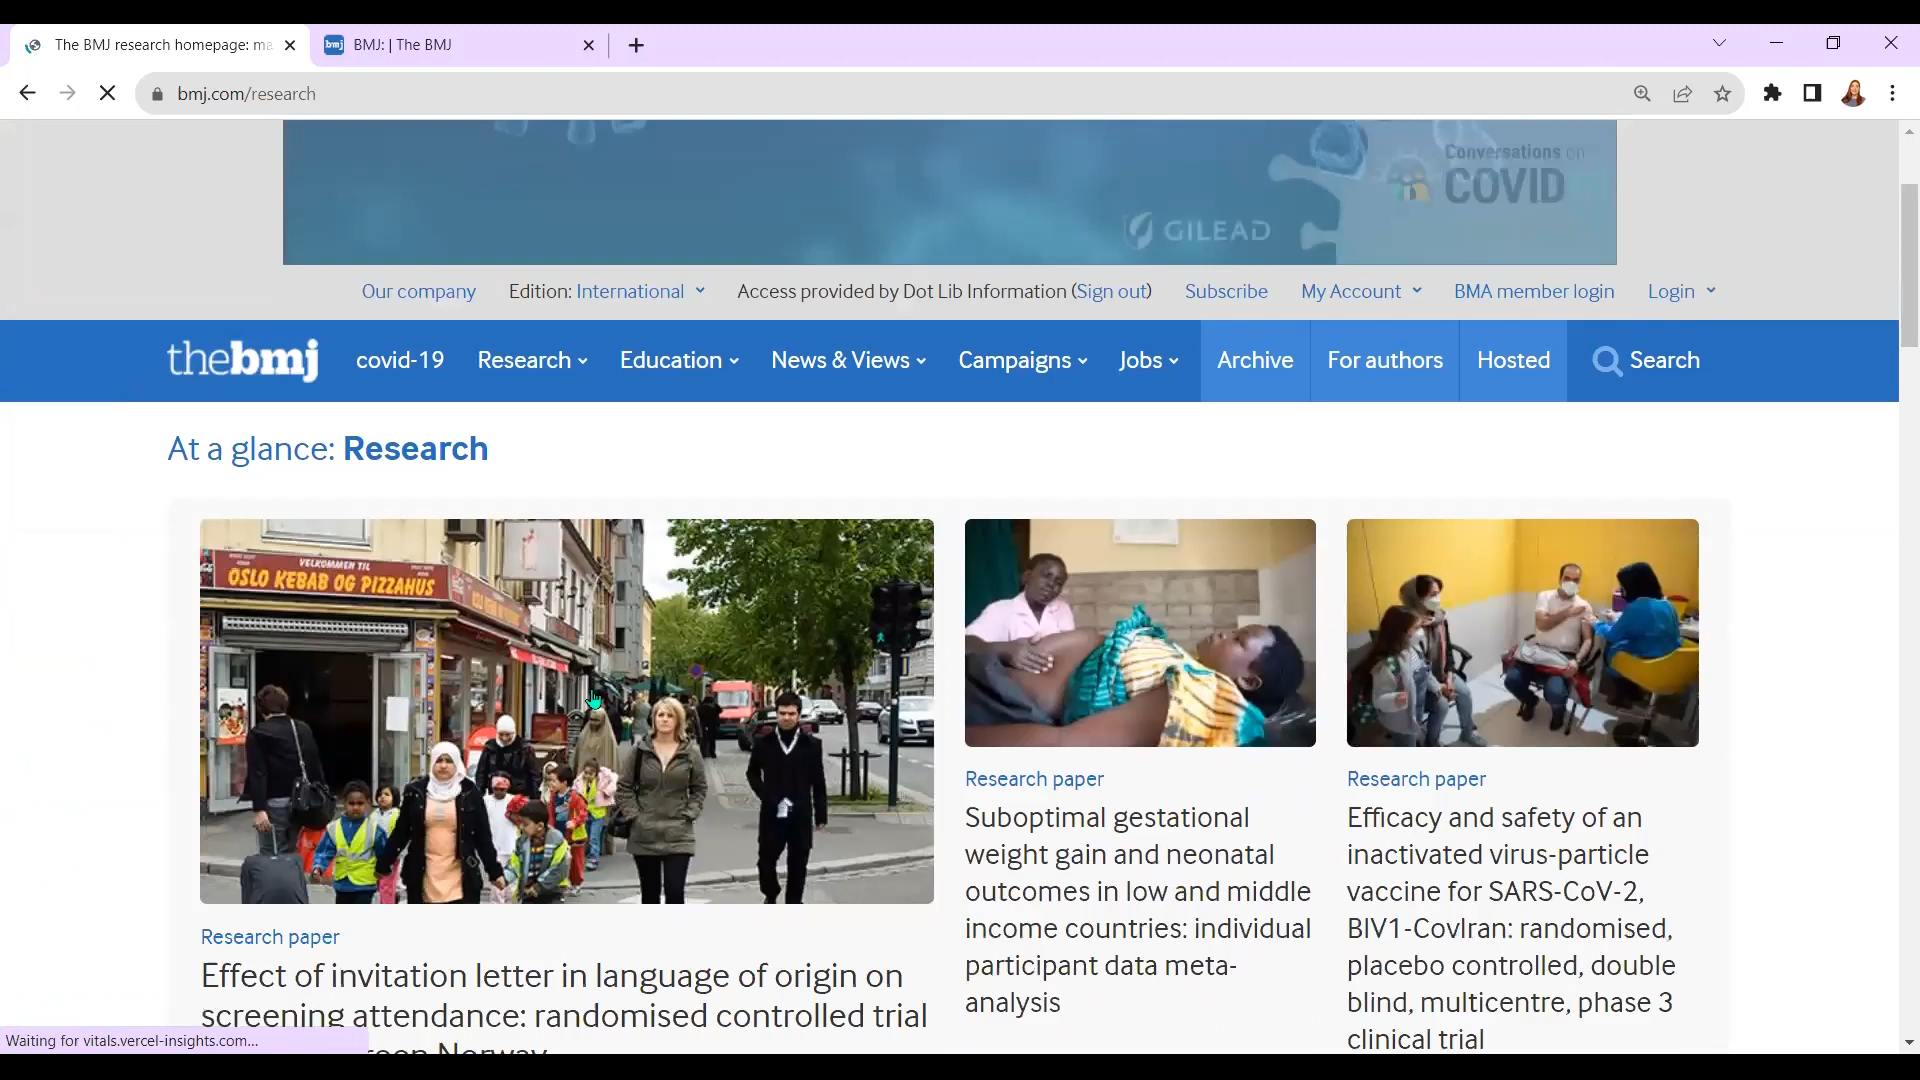 The BMJ research homepage: ma
BMJ: | The BMJ
bmj.com/research
Conversations on
COVID
GILEAD
Our company
Edition: International
Access provided by Dot Lib Information (Sign out)
Subscribe
My Account
BMA member login
Login
thebmj
covid-19
Research
Education
News & Views
Campaigns
Jobs
Archive
For authors
Hosted
Search
At a glance: Research
VELKOMMEN TIL
OSLO KEBAB OG PIZZAHUS
Research paper
Effect of invitation letter in language of origin on
screening attendance: randomised controlled trial
Research paper
Suboptimal gestational
weight gain and neonatal
outcomes in low and middle
income countries: individual
participant data meta-
analysis
Research paper
Efficacy and safety of an
inactivated virus-particle
vaccine for SARS-CoV-2,
BIV1-CovIran: randomised,
placebo controlled, double
blind, multicentre, phase 3
clinical trial
Waiting for vitals.vercel-insights.com...